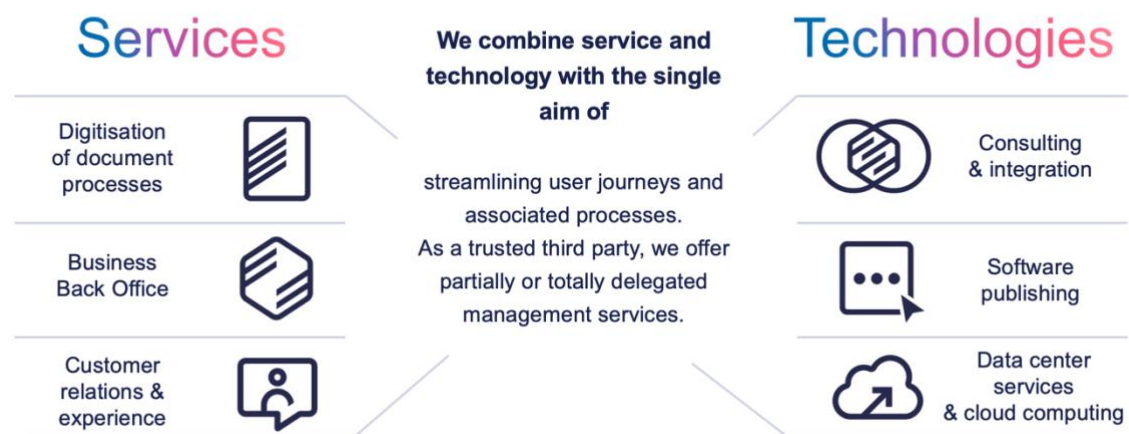 Services
Digitisation
of document
processes
Business
Back Office
Customer
relations &
experience
We combine service and
technology with the single
aim of
streamlining user journeys and
associated processes.
As a trusted third party, we offer
partially or totally delegated
management services.
Technologies
Consulting
& integration
Software
publishing
Data center
services
& cloud computing